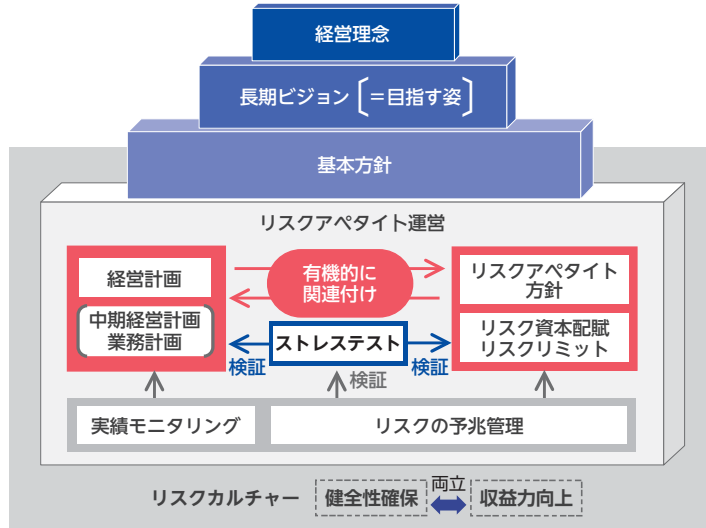 経営理念
長期ビジョン〔＝目指す姿〕
基本方針
リスクアペタイト運営
経営計画
中期経営計画
業務計画
有機的に
関連付け
リスクアペタイト
方針
リスク資本配賦
リスクリミット
ストレステスト
検証
検証
検証
実績モニタリング
リスクの予兆管理
リスクカルチャー
健全性確保
両立
収益力向上